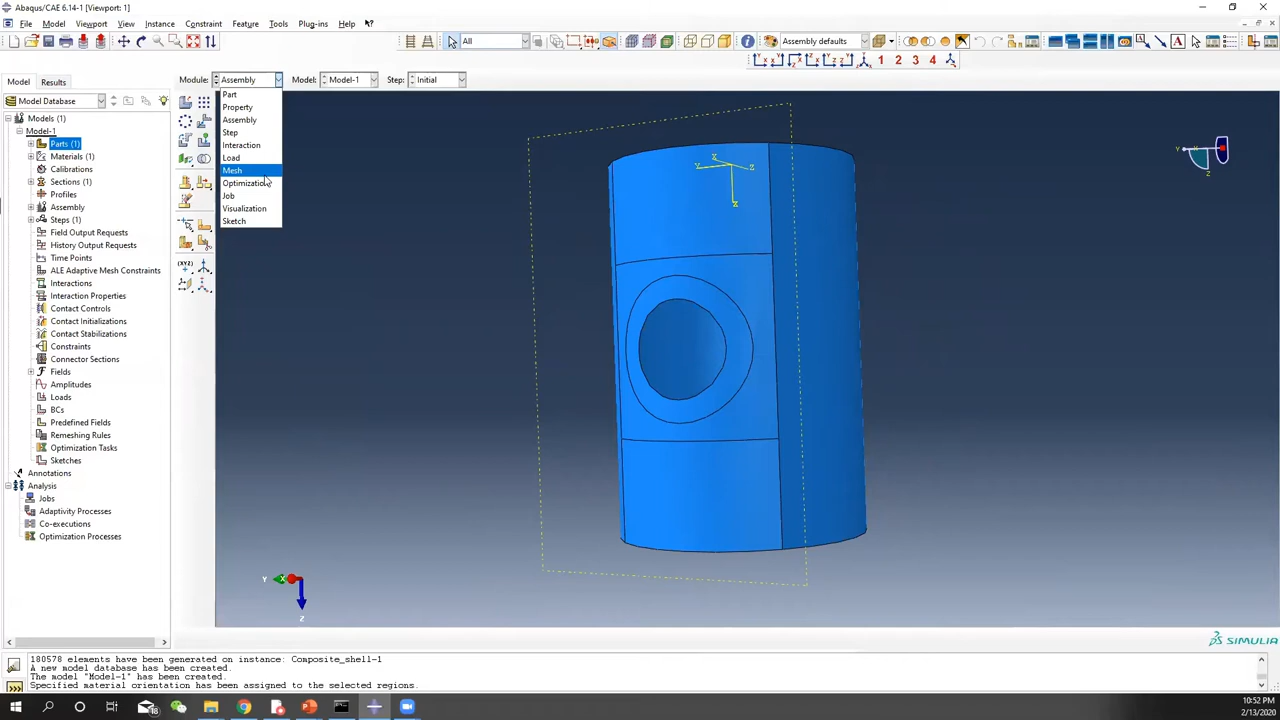 Abaqus/CAE 6.14-1 [Viewport: 1]
File Model Viewport View Instance Constraint Feature Tools Plug-ins Help
All
Assembly defaults
1 2 3 4
Model Results
Module: Assembly Model: Model-1 Step: Initial
Model Database
Part
Property
Assembly
Step
Interaction
Load
Mesh
Optimization
Job
Visualization
Sketch
Models (1)
Model-1
Parts (1)
Materials (1)
Calibrations
Sections (1)
Profiles
Assembly
Steps (1)
Field Output Requests
History Output Requests
Time Points
ALE Adaptive Mesh Constraints
Interactions
Interaction Properties
Contact Controls
Contact Initializations
Contact Stabilizations
Constraints
Connector Sections
Fields
Amplitudes
Loads
BCs
Predefined Fields
Remeshing Rules
Optimization Tasks
Sketches
Annotations
Analysis
Jobs
Adaptivity Processes
Co-executions
Optimization Processes
Y X
Z
SIMULIA
180578 elements have been generated on instance: Composite_shell-1
A new model database has been created.
The model "Model-1" has been created.
Specified material orientation has been assigned to the selected regions.
10:52 PM
2/13/2020